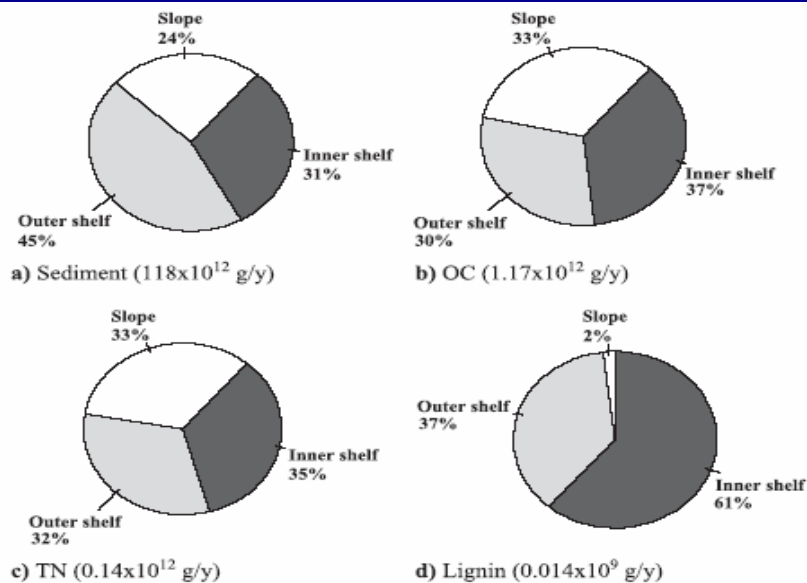 Slope
24%
Inner shelf
31%
Outer shelf
45%
a) Sediment (118x10¹² g/y)
Slope
33%
Inner shelf
37%
Outer shelf
30%
b) OC (1.17x10¹² g/y)
Slope
33%
Inner shelf
35%
Outer shelf
32%
c) TN (0.14x10¹² g/y)
Slope
2%
Outer shelf
37%
Inner shelf
61%
d) Lignin (0.014x10⁹ g/y)